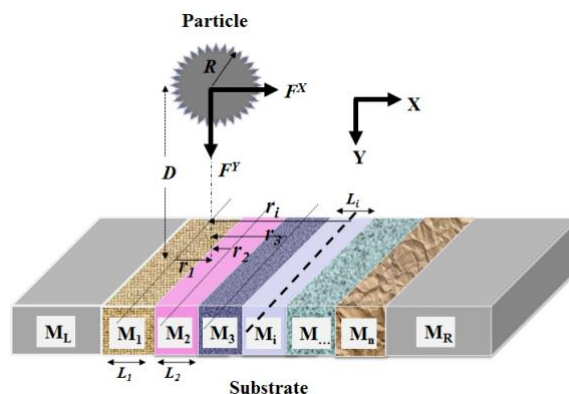 Particle
R
F^X
X
F^Y
Y
D
L_i
r_i
r_3
r_1
r_2
M_L M_1 M_2 M_3 M_i M_... M_n M_R
L_1 L_2
Substrate